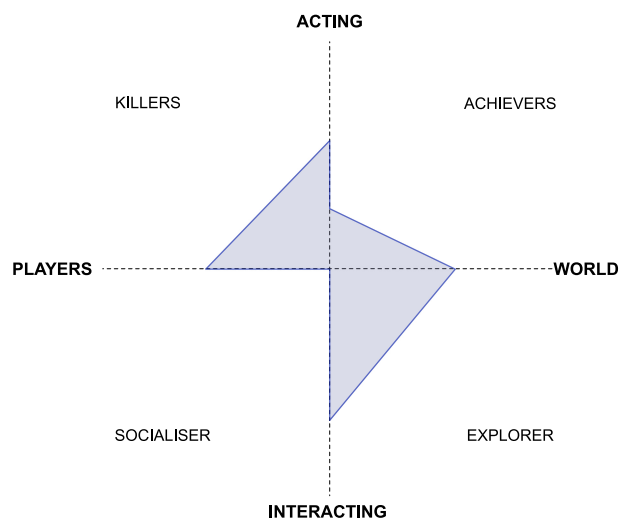 ACTING
KILLERS
ACHIEVERS
PLAYERS
WORLD
SOCIALISER
EXPLORER
INTERACTING